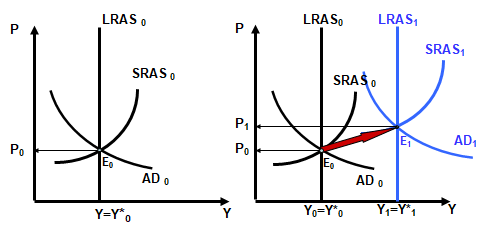 P
LRAS 0
SRAS 0
P0
E0
AD 0
Y=Y*0
Y
P
LRAS0
LRAS1
SRAS1
SRAS 0
P1
P0
E1
AD1
E0
AD 0
Y0=Y*0
Y1=Y*1
Y